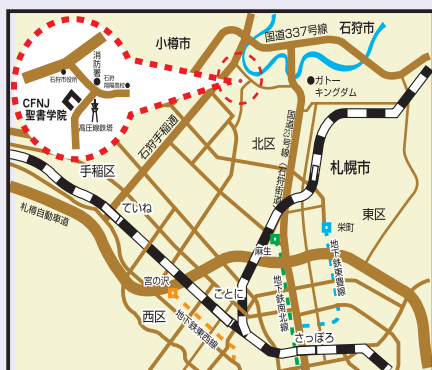 小樽市
国道337号線
石狩市
消防署
石狩市役所
石狩
翔陽高校
ガトー
キングダム
CFNJ
聖書学院
高圧線鉄塔
石狩手稲通
国道231号線(石狩街道)
北区
手稲区
札幌市
ていね
東区
札樽自動車道
栄町
麻生
地下鉄東豊線
宮の沢
ことに
地下鉄南北線
西区
地下鉄東西線
さっぽろ